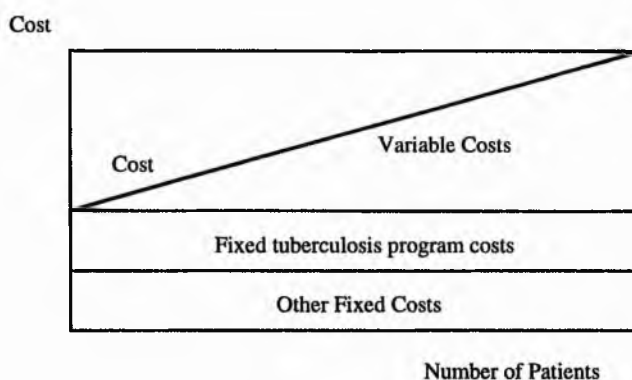 Cost
Cost
Variable Costs
Fixed tuberculosis program costs
Other Fixed Costs
Number of Patients